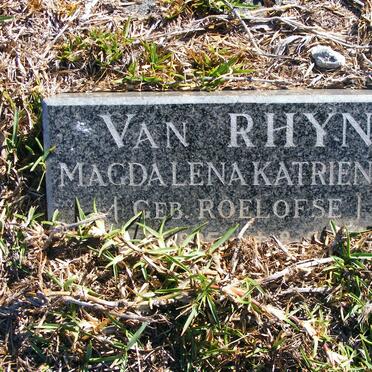 VAN RHYN
MAGDALENA KATRIEN
GEB. ROELOFSE